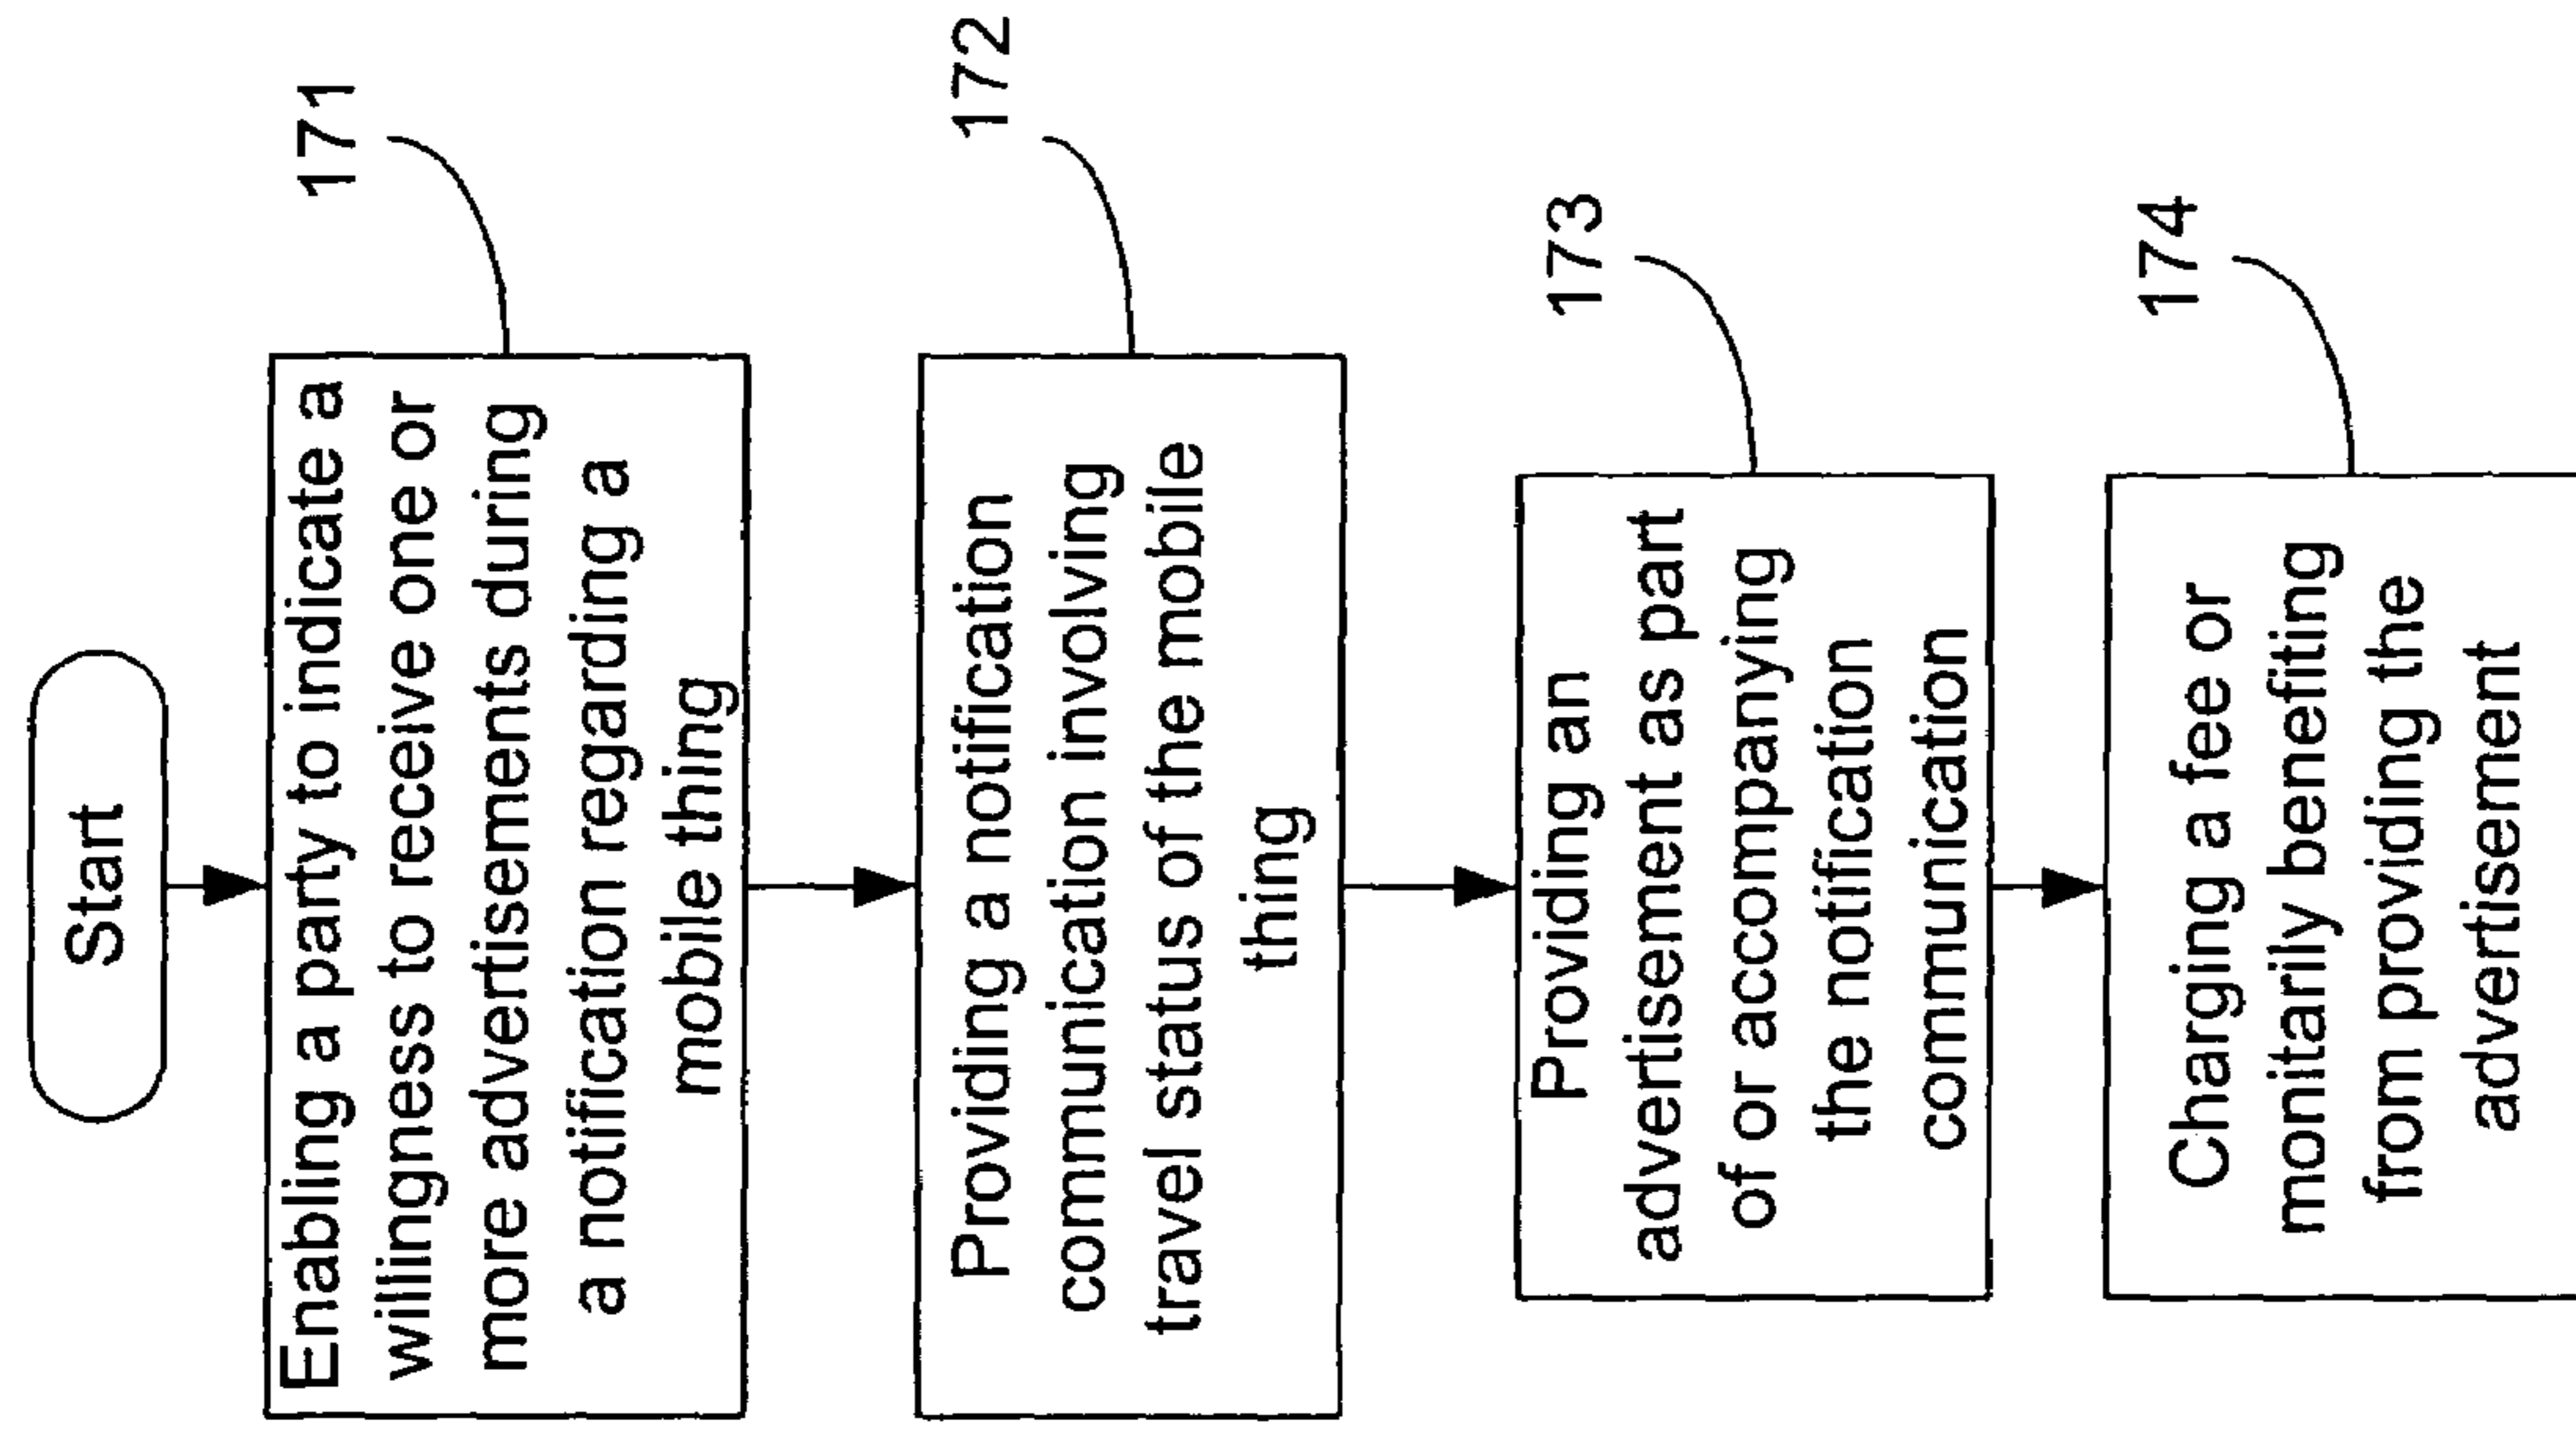 Start
Enabling a party to indicate a
willingness to receive one or
more advertisements during
a notification regarding a
mobile thing
171
Providing a notification
communication involving
travel status of the mobile
thing
172
Providing an
advertisement as part
of or accompanying
the notification
communication
173
Charging a fee or
monitarily benefiting
from providing the
advertisement
174